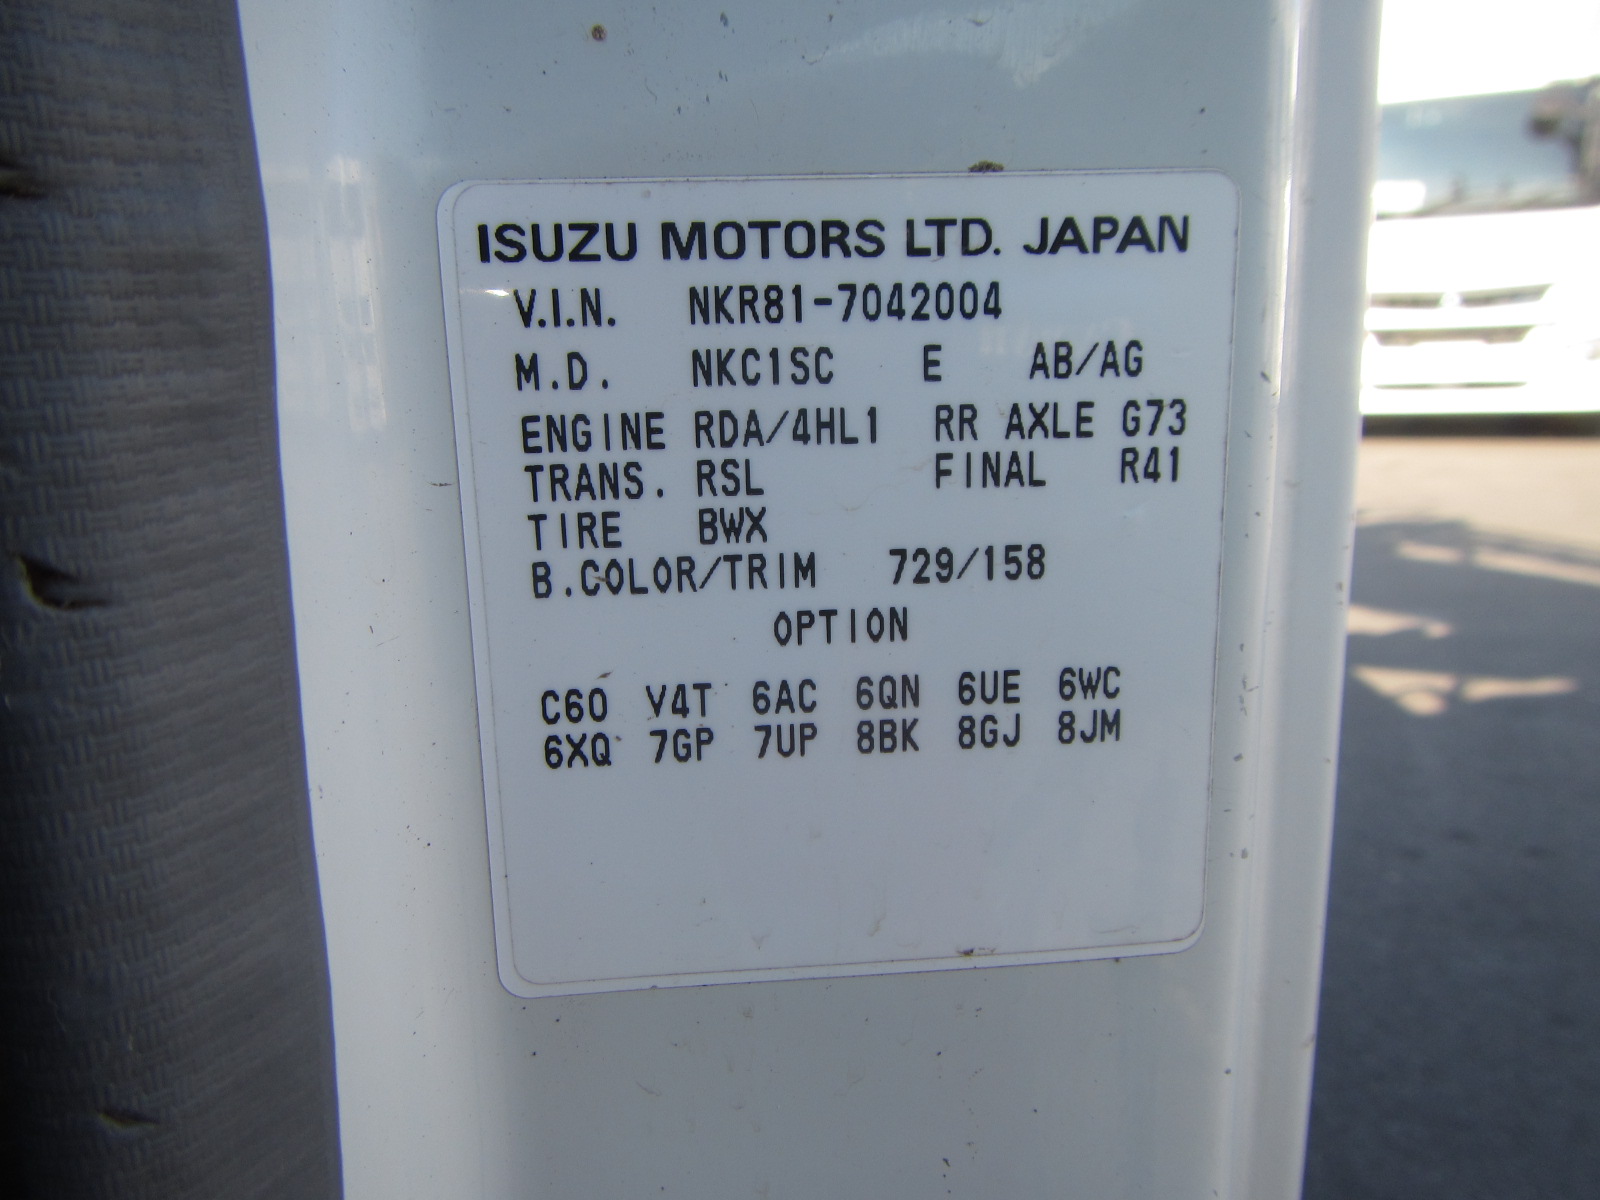 ISUZU MOTORS LTD. JAPAN
V.I.N. NKR81-7042004
M.D. NKC1SC E AB/AG
ENGINE RDA/4HL1 RR AXLE G73
TRANS. RSL FINAL R41
TIRE BWX
B.COLOR/TRIM 729/158
OPTION
C60 V4T 6AC 6QN 6UE 6WC
6XQ 7GP 7UP 8BK 8GJ 8JM